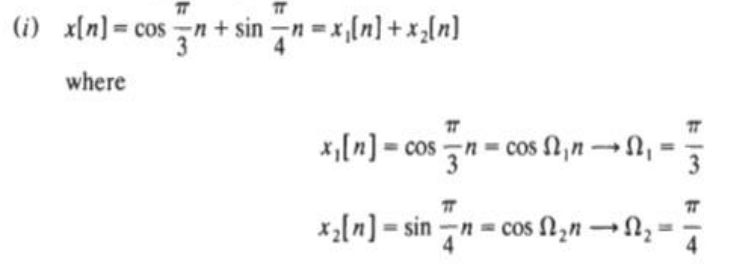 (i) x[n] = cos π/3 n + sin π/4 n = x₁[n] + x₂[n]
where
x₁[n] = cos π/3 n = cos Ω₁n → Ω₁ = π/3
x₂[n] = sin π/4 n = cos Ω₂n → Ω₂ = π/4